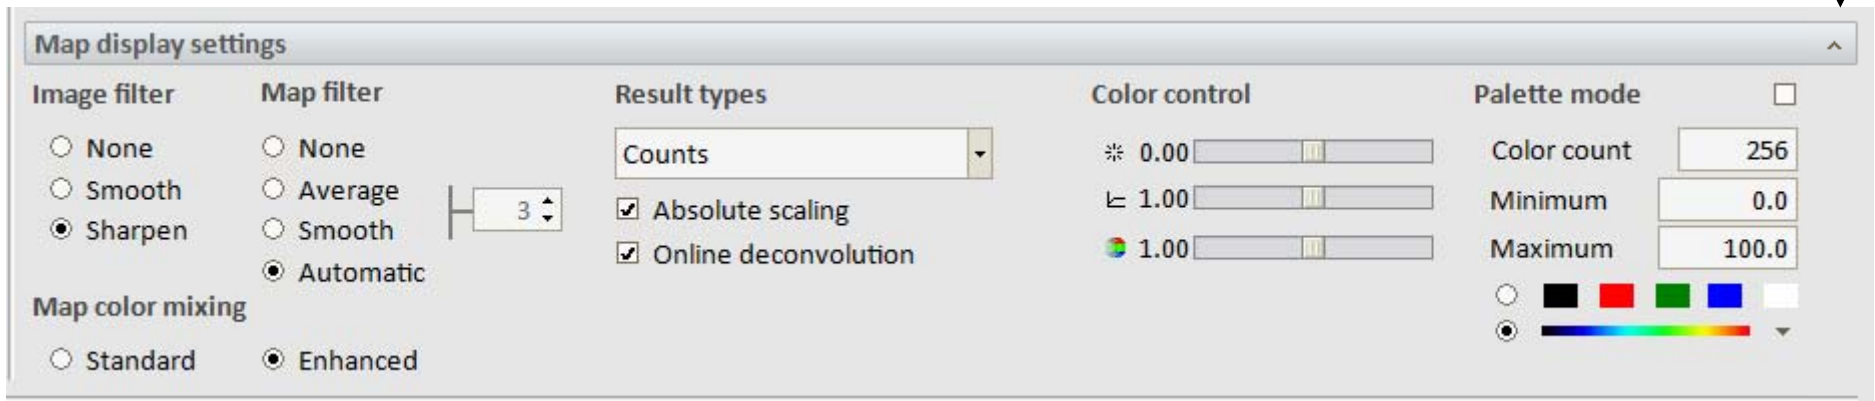 Map display settings
Image filter
None
Smooth
Sharpen
Map filter
None
Average
Smooth
Automatic
3
Map color mixing
Standard
Enhanced
Result types
Counts
Absolute scaling
Online deconvolution
Color control
0.00
1.00
1.00
Palette mode
Color count 256
Minimum 0.0
Maximum 100.0